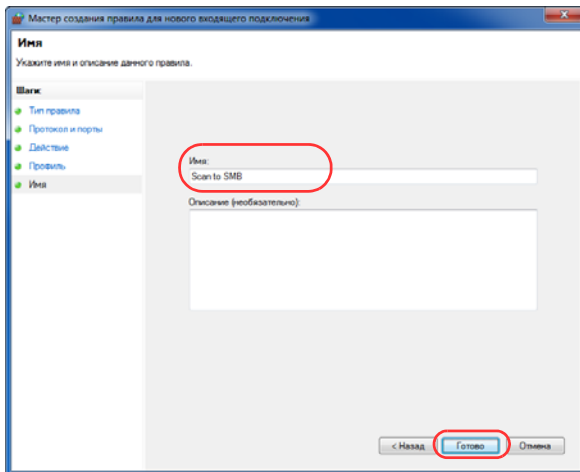 Мастер создания правила для нового входящего подключения
Имя
Укажите имя и описание данного правила.
Шаги:
Тип правила
Протокол и порты
Действие
Профиль
Имя
Имя:
Scan to SMB
Описание (необязательно):
< Назад
Готово
Отмена